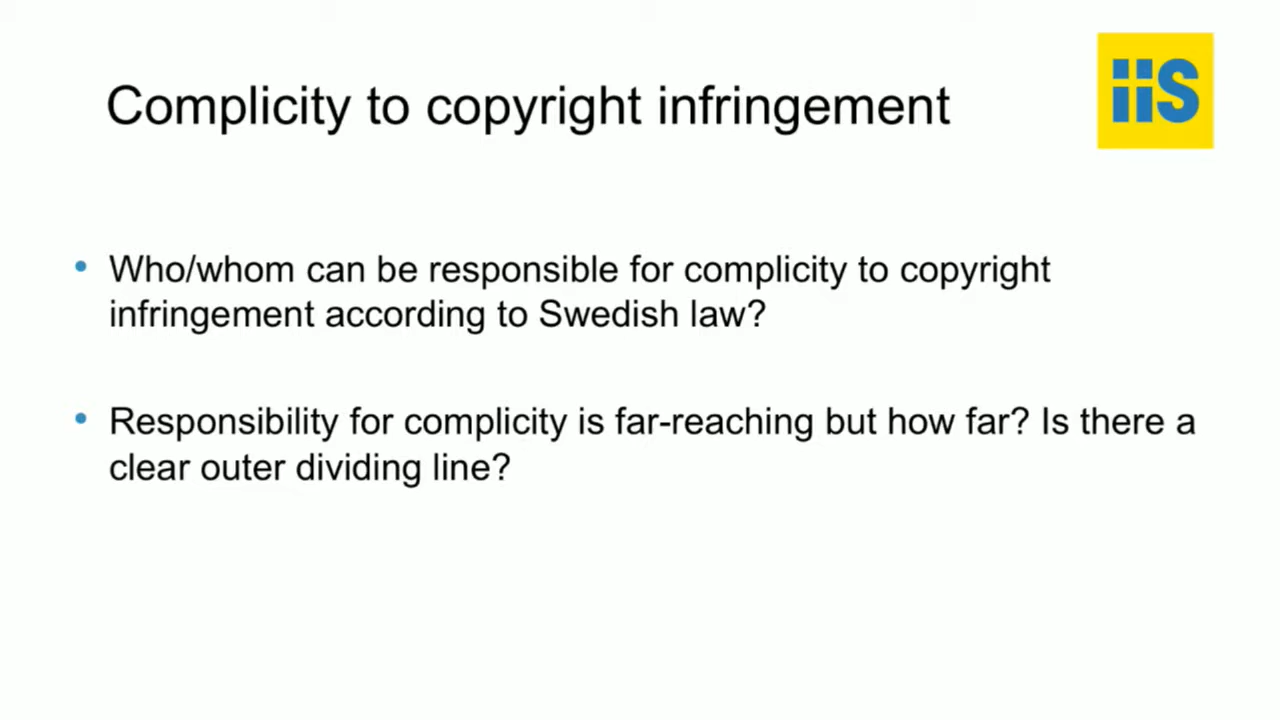 Complicity to copyright infringement
iiS
• Who/whom can be responsible for complicity to copyright
infringement according to Swedish law?
• Responsibility for complicity is far-reaching but how far? Is there a
clear outer dividing line?